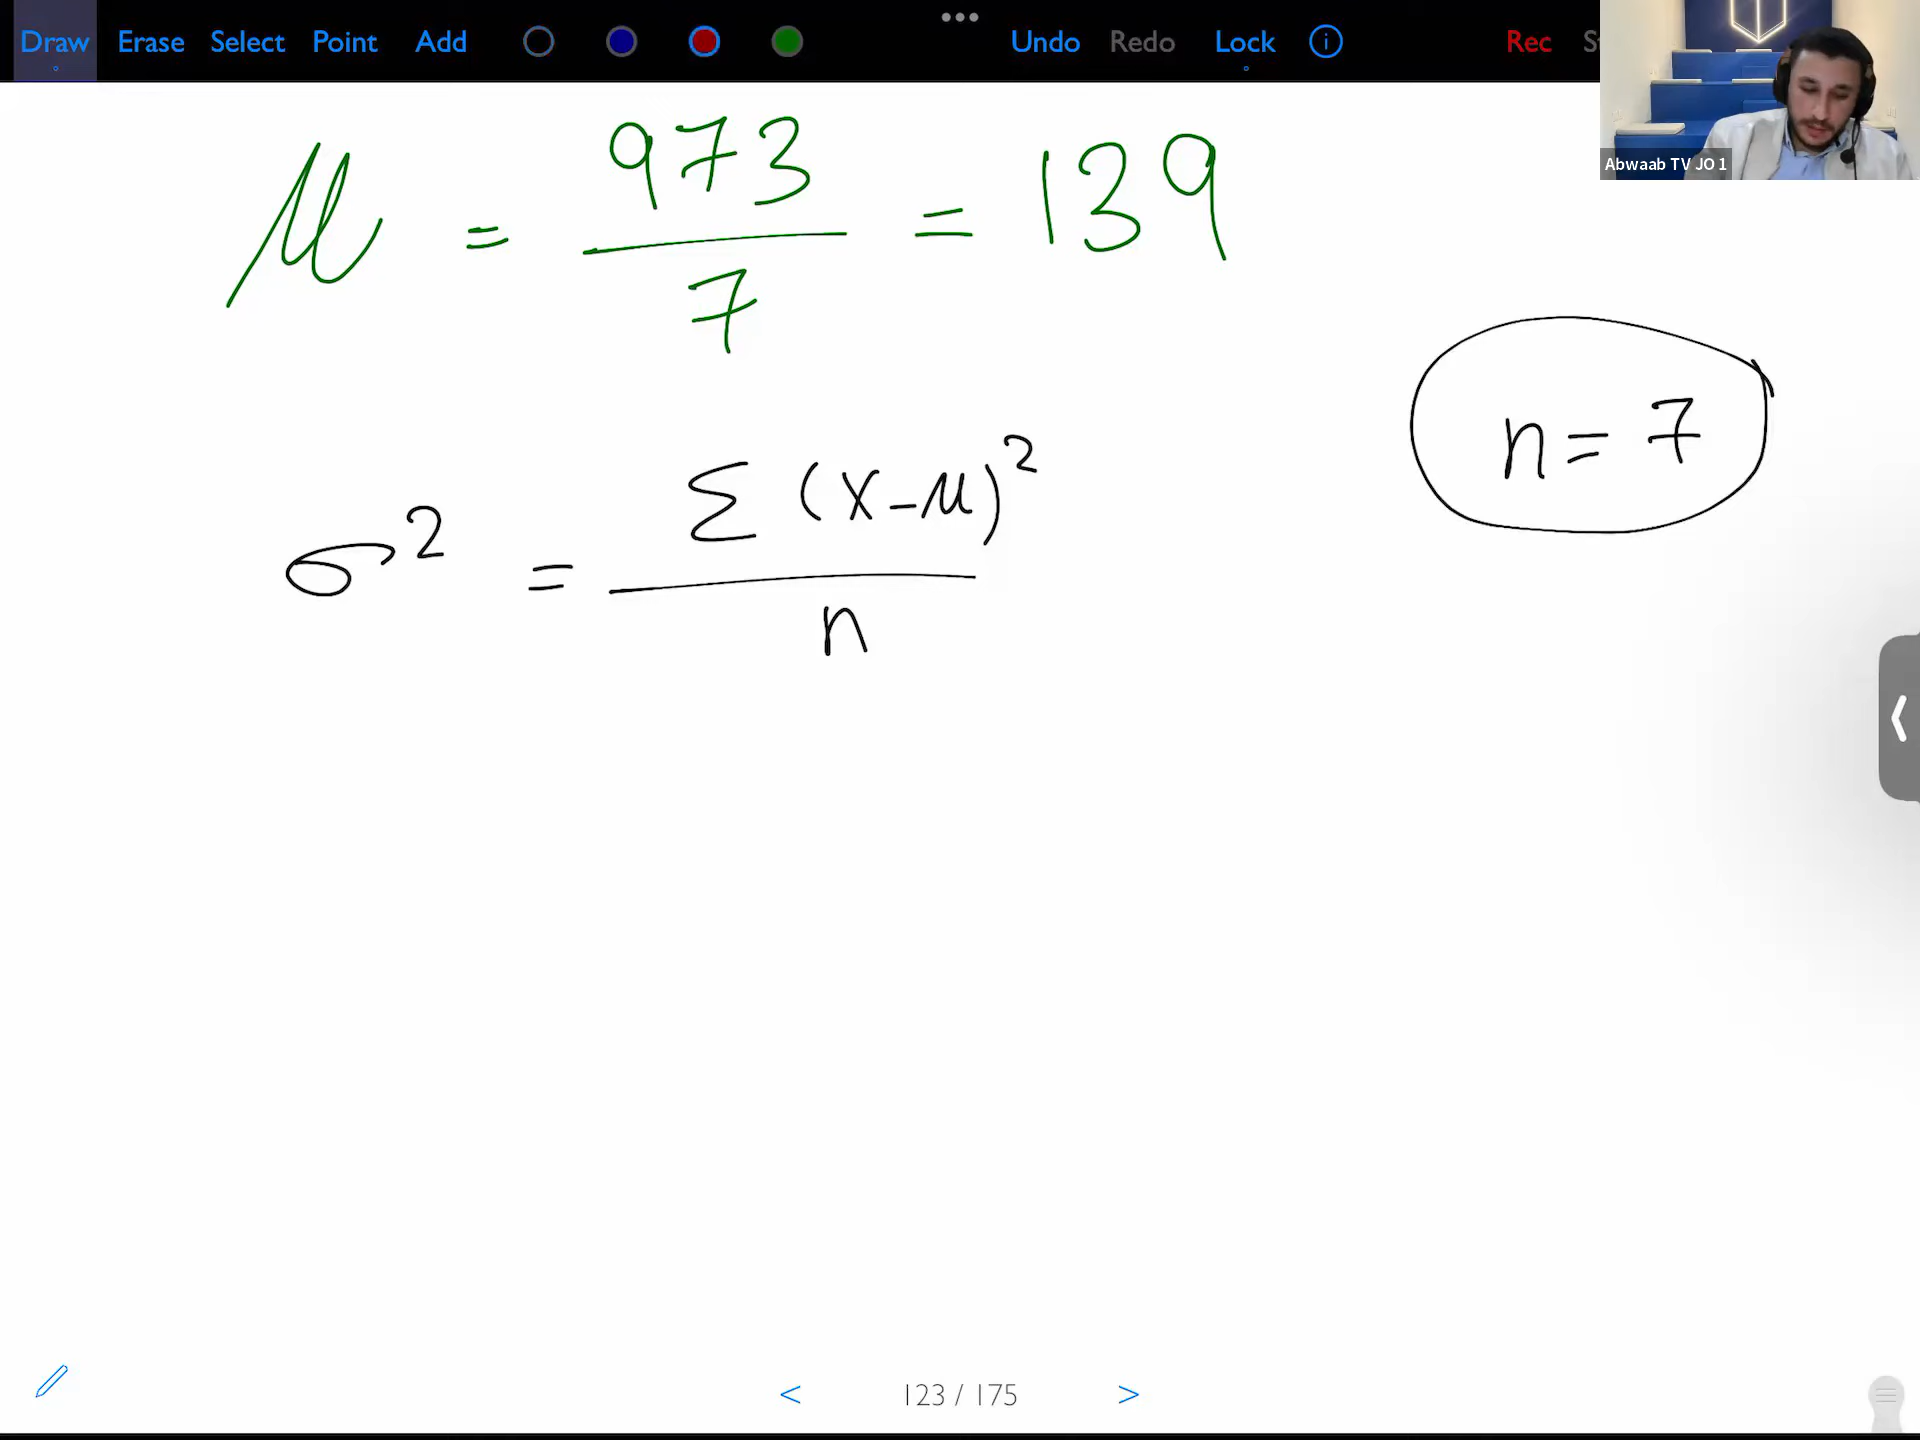 Draw Erase Select Point Add Undo Redo Lock Rec
Abwaab TV JO 1
μ = 973 / 7 = 139
n = 7
σ² = Σ (x - μ)² / n
< 123 / 175 >